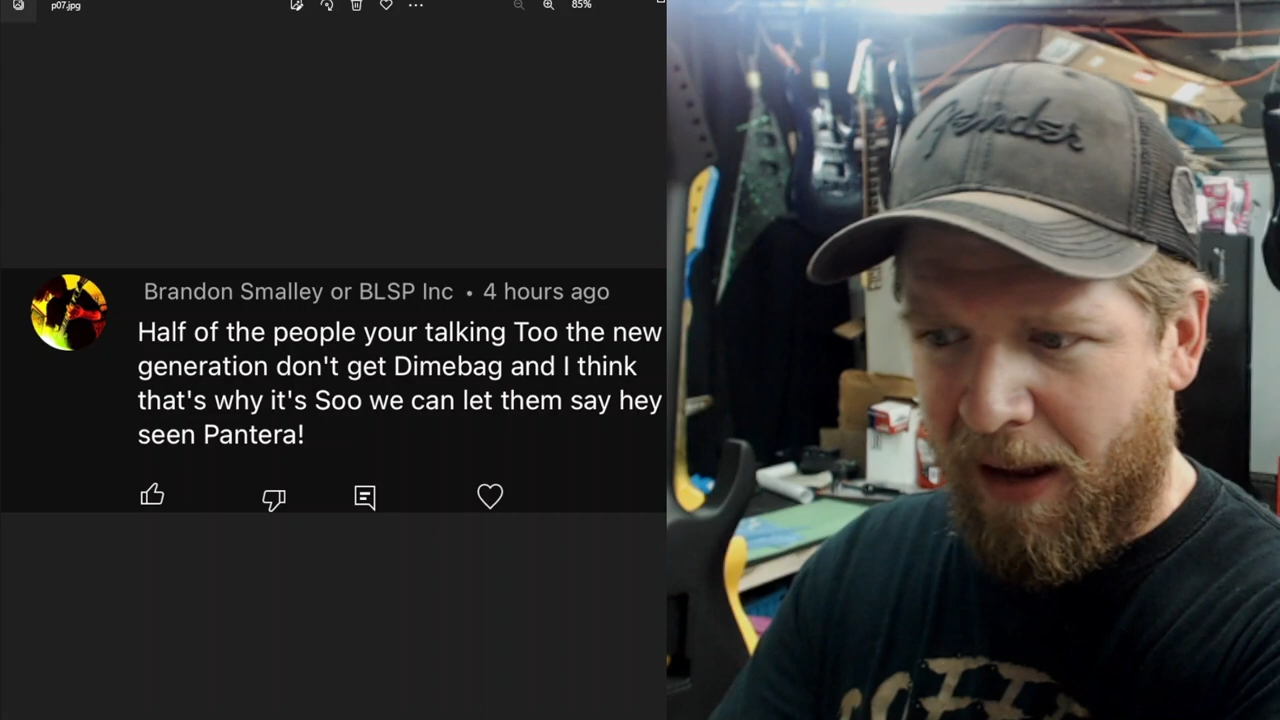 p07.jpg
85%
Brandon Smalley or BLSP Inc • 4 hours ago
Half of the people your talking Too the new
generation don't get Dimebag and I think
that's why it's Soo we can let them say hey
seen Pantera!
Fender
COFFE